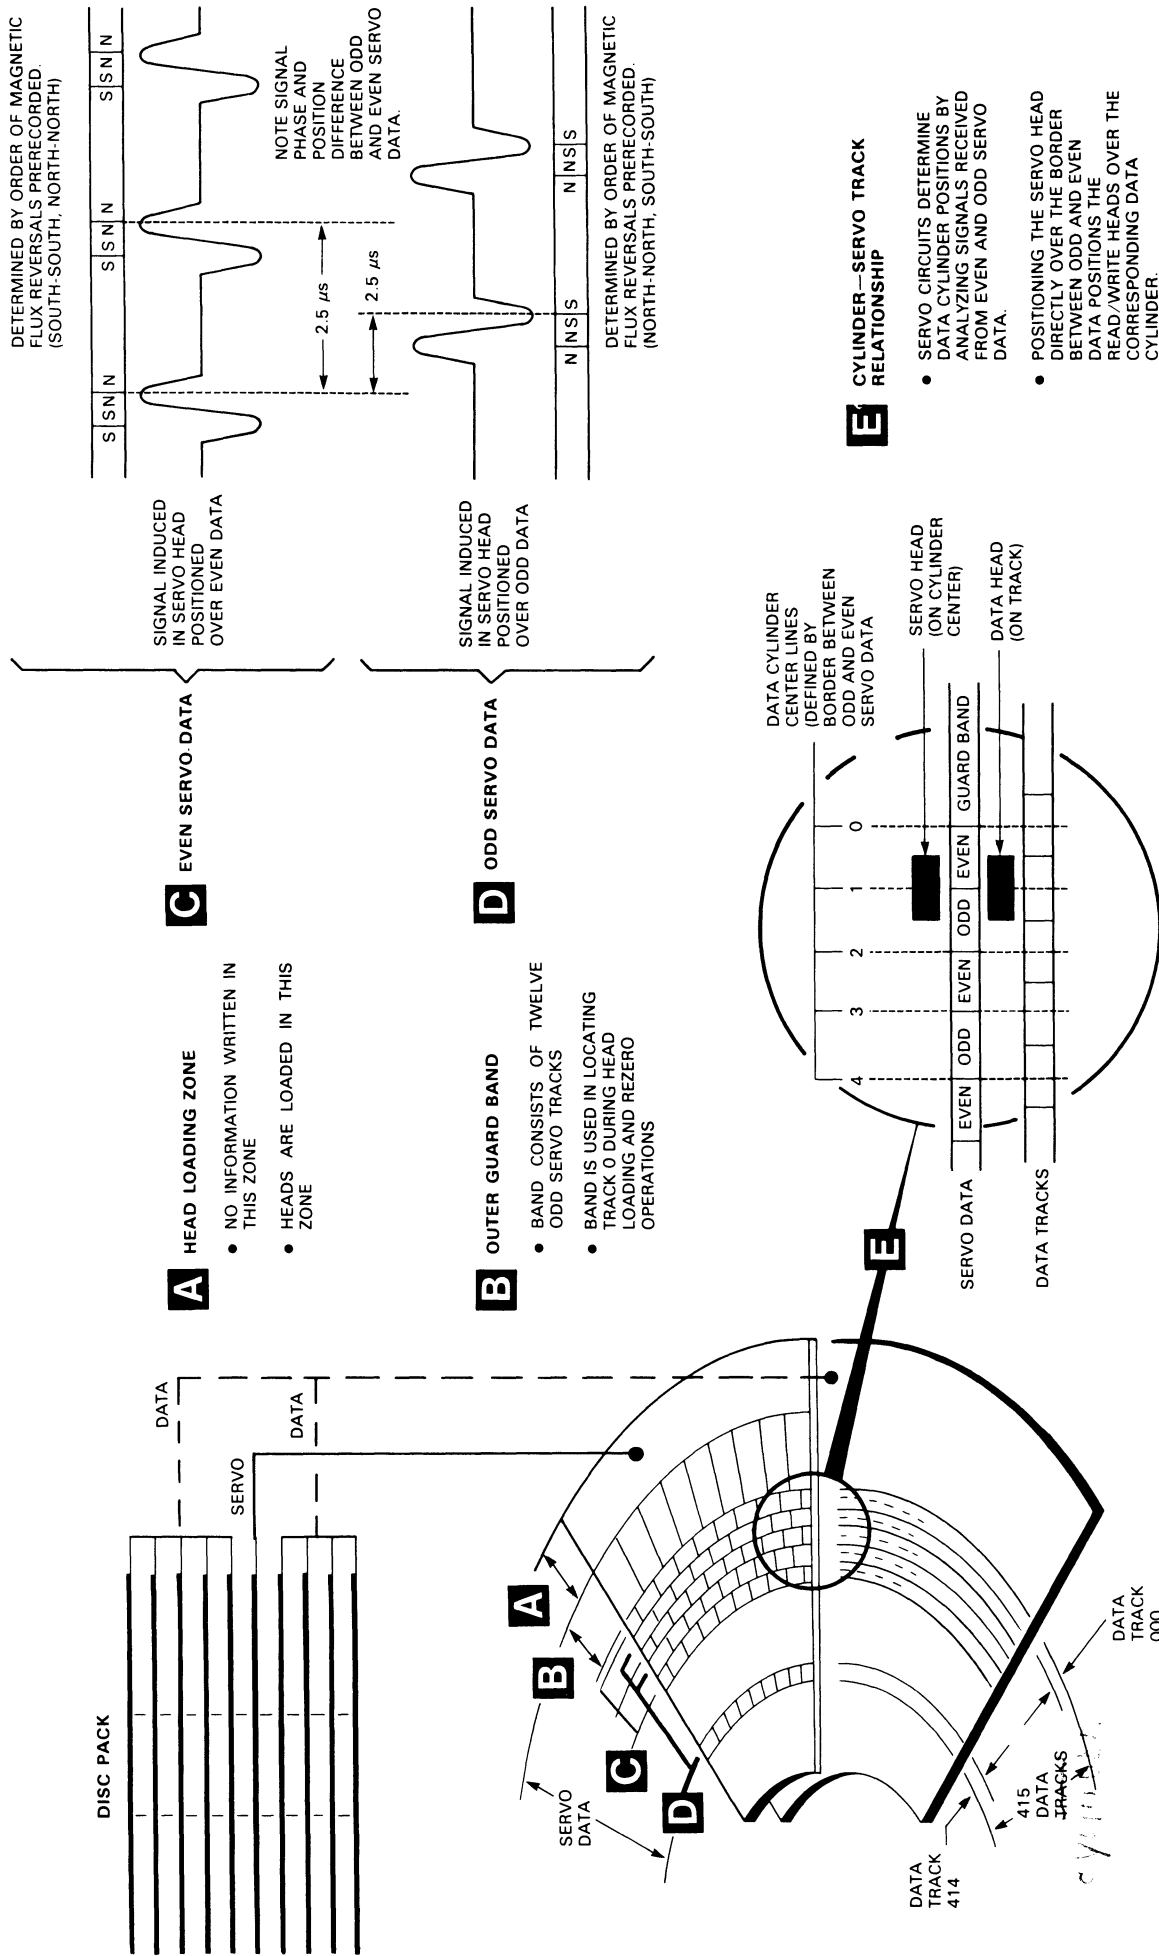 DISC PACK
DATA
SERVO
DATA
A
B
C
D
SERVO
DATA
DATA
TRACK
414
415
DATA
TRACKS
DATA
TRACK
000
E
A HEAD LOADING ZONE
• NO INFORMATION WRITTEN IN
THIS ZONE
• HEADS ARE LOADED IN THIS
ZONE
B OUTER GUARD BAND
• BAND CONSISTS OF TWELVE
ODD SERVO TRACKS
• BAND IS USED IN LOCATING
TRACK 0 DURING HEAD
LOADING AND REZERO
OPERATIONS
C EVEN SERVO DATA
SIGNAL INDUCED
IN SERVO HEAD
POSITIONED
OVER EVEN DATA
DETERMINED BY ORDER OF MAGNETIC
FLUX REVERSALS PRERECORDED.
(SOUTH-SOUTH, NORTH-NORTH)
S SN N
S SN N
S SN N
2.5 μs
2.5 μs
NOTE SIGNAL
PHASE AND
POSITION
DIFFERENCE
BETWEEN ODD
AND EVEN SERVO
DATA.
D ODD SERVO DATA
SIGNAL INDUCED
IN SERVO HEAD
POSITIONED
OVER ODD DATA
N NS S
N NS S
DETERMINED BY ORDER OF MAGNETIC
FLUX REVERSALS PRERECORDED.
(NORTH-NORTH, SOUTH-SOUTH)
DATA CYLINDER
CENTER LINES
(DEFINED BY
BORDER BETWEEN
ODD AND EVEN
SERVO DATA
4 3 2 1 0
SERVO HEAD
(ON CYLINDER
CENTER)
SERVO DATA
EVEN ODD EVEN ODD EVEN GUARD BAND
DATA HEAD
(ON TRACK)
DATA TRACKS
E CYLINDER—SERVO TRACK
RELATIONSHIP
• SERVO CIRCUITS DETERMINE
DATA CYLINDER POSITIONS BY
ANALYZING SIGNALS RECEIVED
FROM EVEN AND ODD SERVO
DATA.
• POSITIONING THE SERVO HEAD
DIRECTLY OVER THE BORDER
BETWEEN ODD AND EVEN
DATA POSITIONS THE
READ/WRITE HEADS OVER THE
CORRESPONDING DATA
CYLINDER.